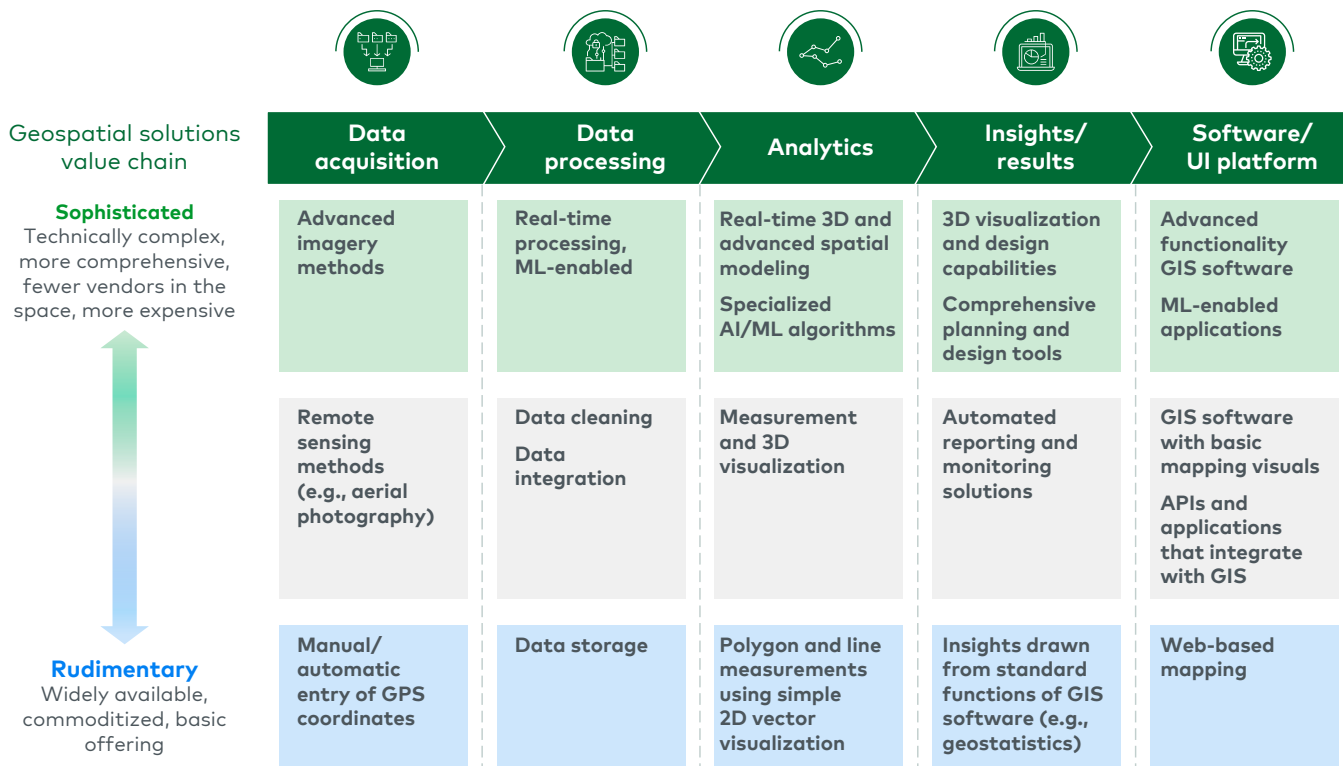 Geospatial solutions
value chain
Data
acquisition
Data
processing
Analytics
Insights/
results
Software/
UI platform
Sophisticated
Technically complex,
more comprehensive,
fewer vendors in the
space, more expensive
Advanced
imagery
methods
Real-time
processing,
ML-enabled
Real-time 3D and
advanced spatial
modeling
Specialized
AI/ML algorithms
3D visualization
and design
capabilities
Comprehensive
planning and
design tools
Advanced
functionality
GIS software
ML-enabled
applications
Remote
sensing
methods
(e.g., aerial
photography)
Data cleaning
Data
integration
Measurement
and 3D
visualization
Automated
reporting and
monitoring
solutions
GIS software
with basic
mapping visuals
APIs and
applications
that integrate
with GIS
Rudimentary
Widely available,
commoditized, basic
offering
Manual/
automatic
entry of GPS
coordinates
Data storage
Polygon and line
measurements
using simple
2D vector
visualization
Insights drawn
from standard
functions of GIS
software (e.g.,
geostatistics)
Web-based
mapping